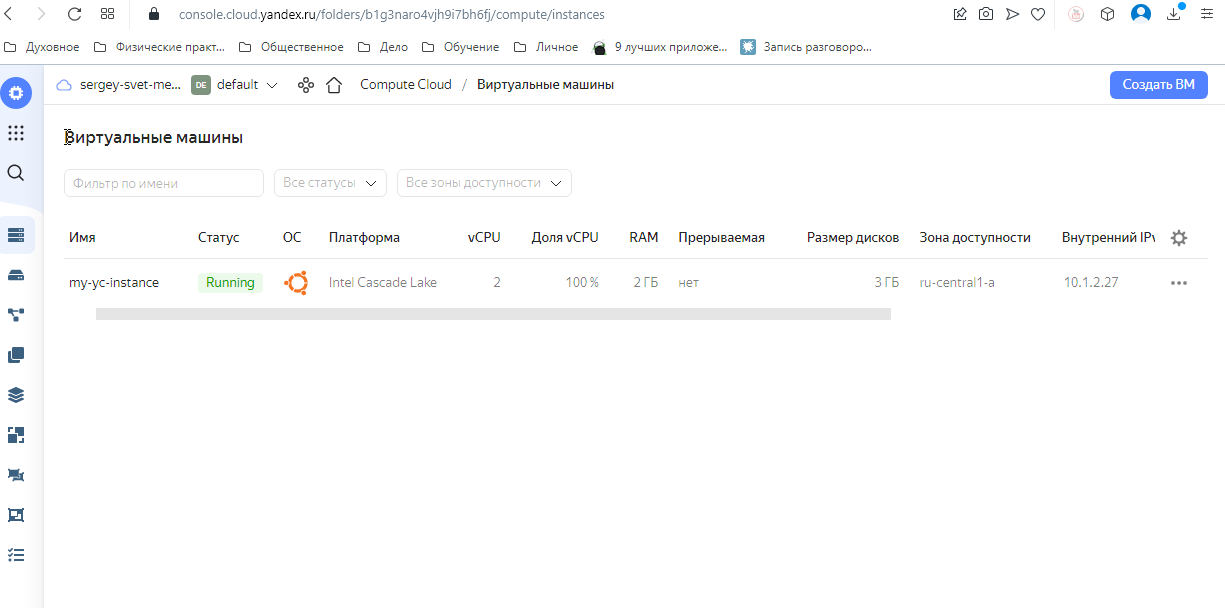 console.cloud.yandex.ru/folders/b1g3naro4vjh9i7bh6fj/compute/instances
Духовное Физические практ... Общественное Дело Обучение Личное 9 лучших приложе... Запись разговоро...
sergey-svet-me... DE default Compute Cloud / Виртуальные машины Создать ВМ
Виртуальные машины
Фильтр по имени Все статусы Все зоны доступности
Имя Статус ОС Платформа vCPU Доля vCPU RAM Прерываемая Размер дисков Зона доступности Внутренний IPv
my-yc-instance Running Intel Cascade Lake 2 100 % 2 ГБ нет 3 ГБ ru-central1-a 10.1.2.27